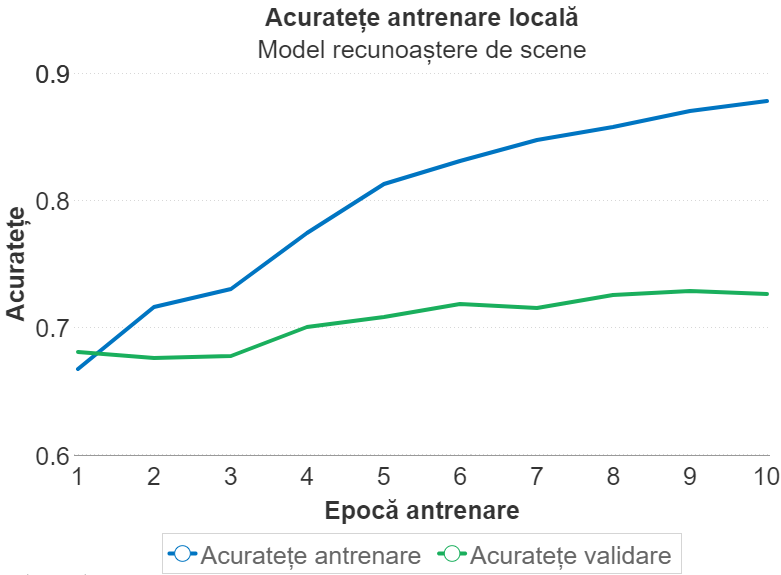 Acuratețe antrenare locală
Model recunoaștere de scene
0.9
0.8
0.7
0.6
Acuratețe
1 2 3 4 5 6 7 8 9 10
Epocă antrenare
Acuratețe antrenare Acuratețe validare